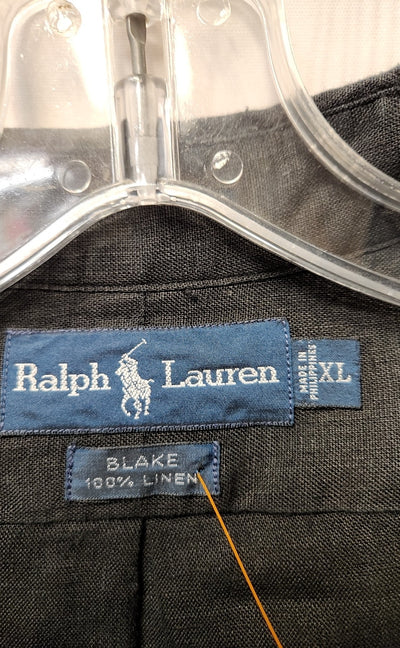 Ralph Lauren
MADE IN
PHILIPPINES
XL
BLAKE
100% LINEN